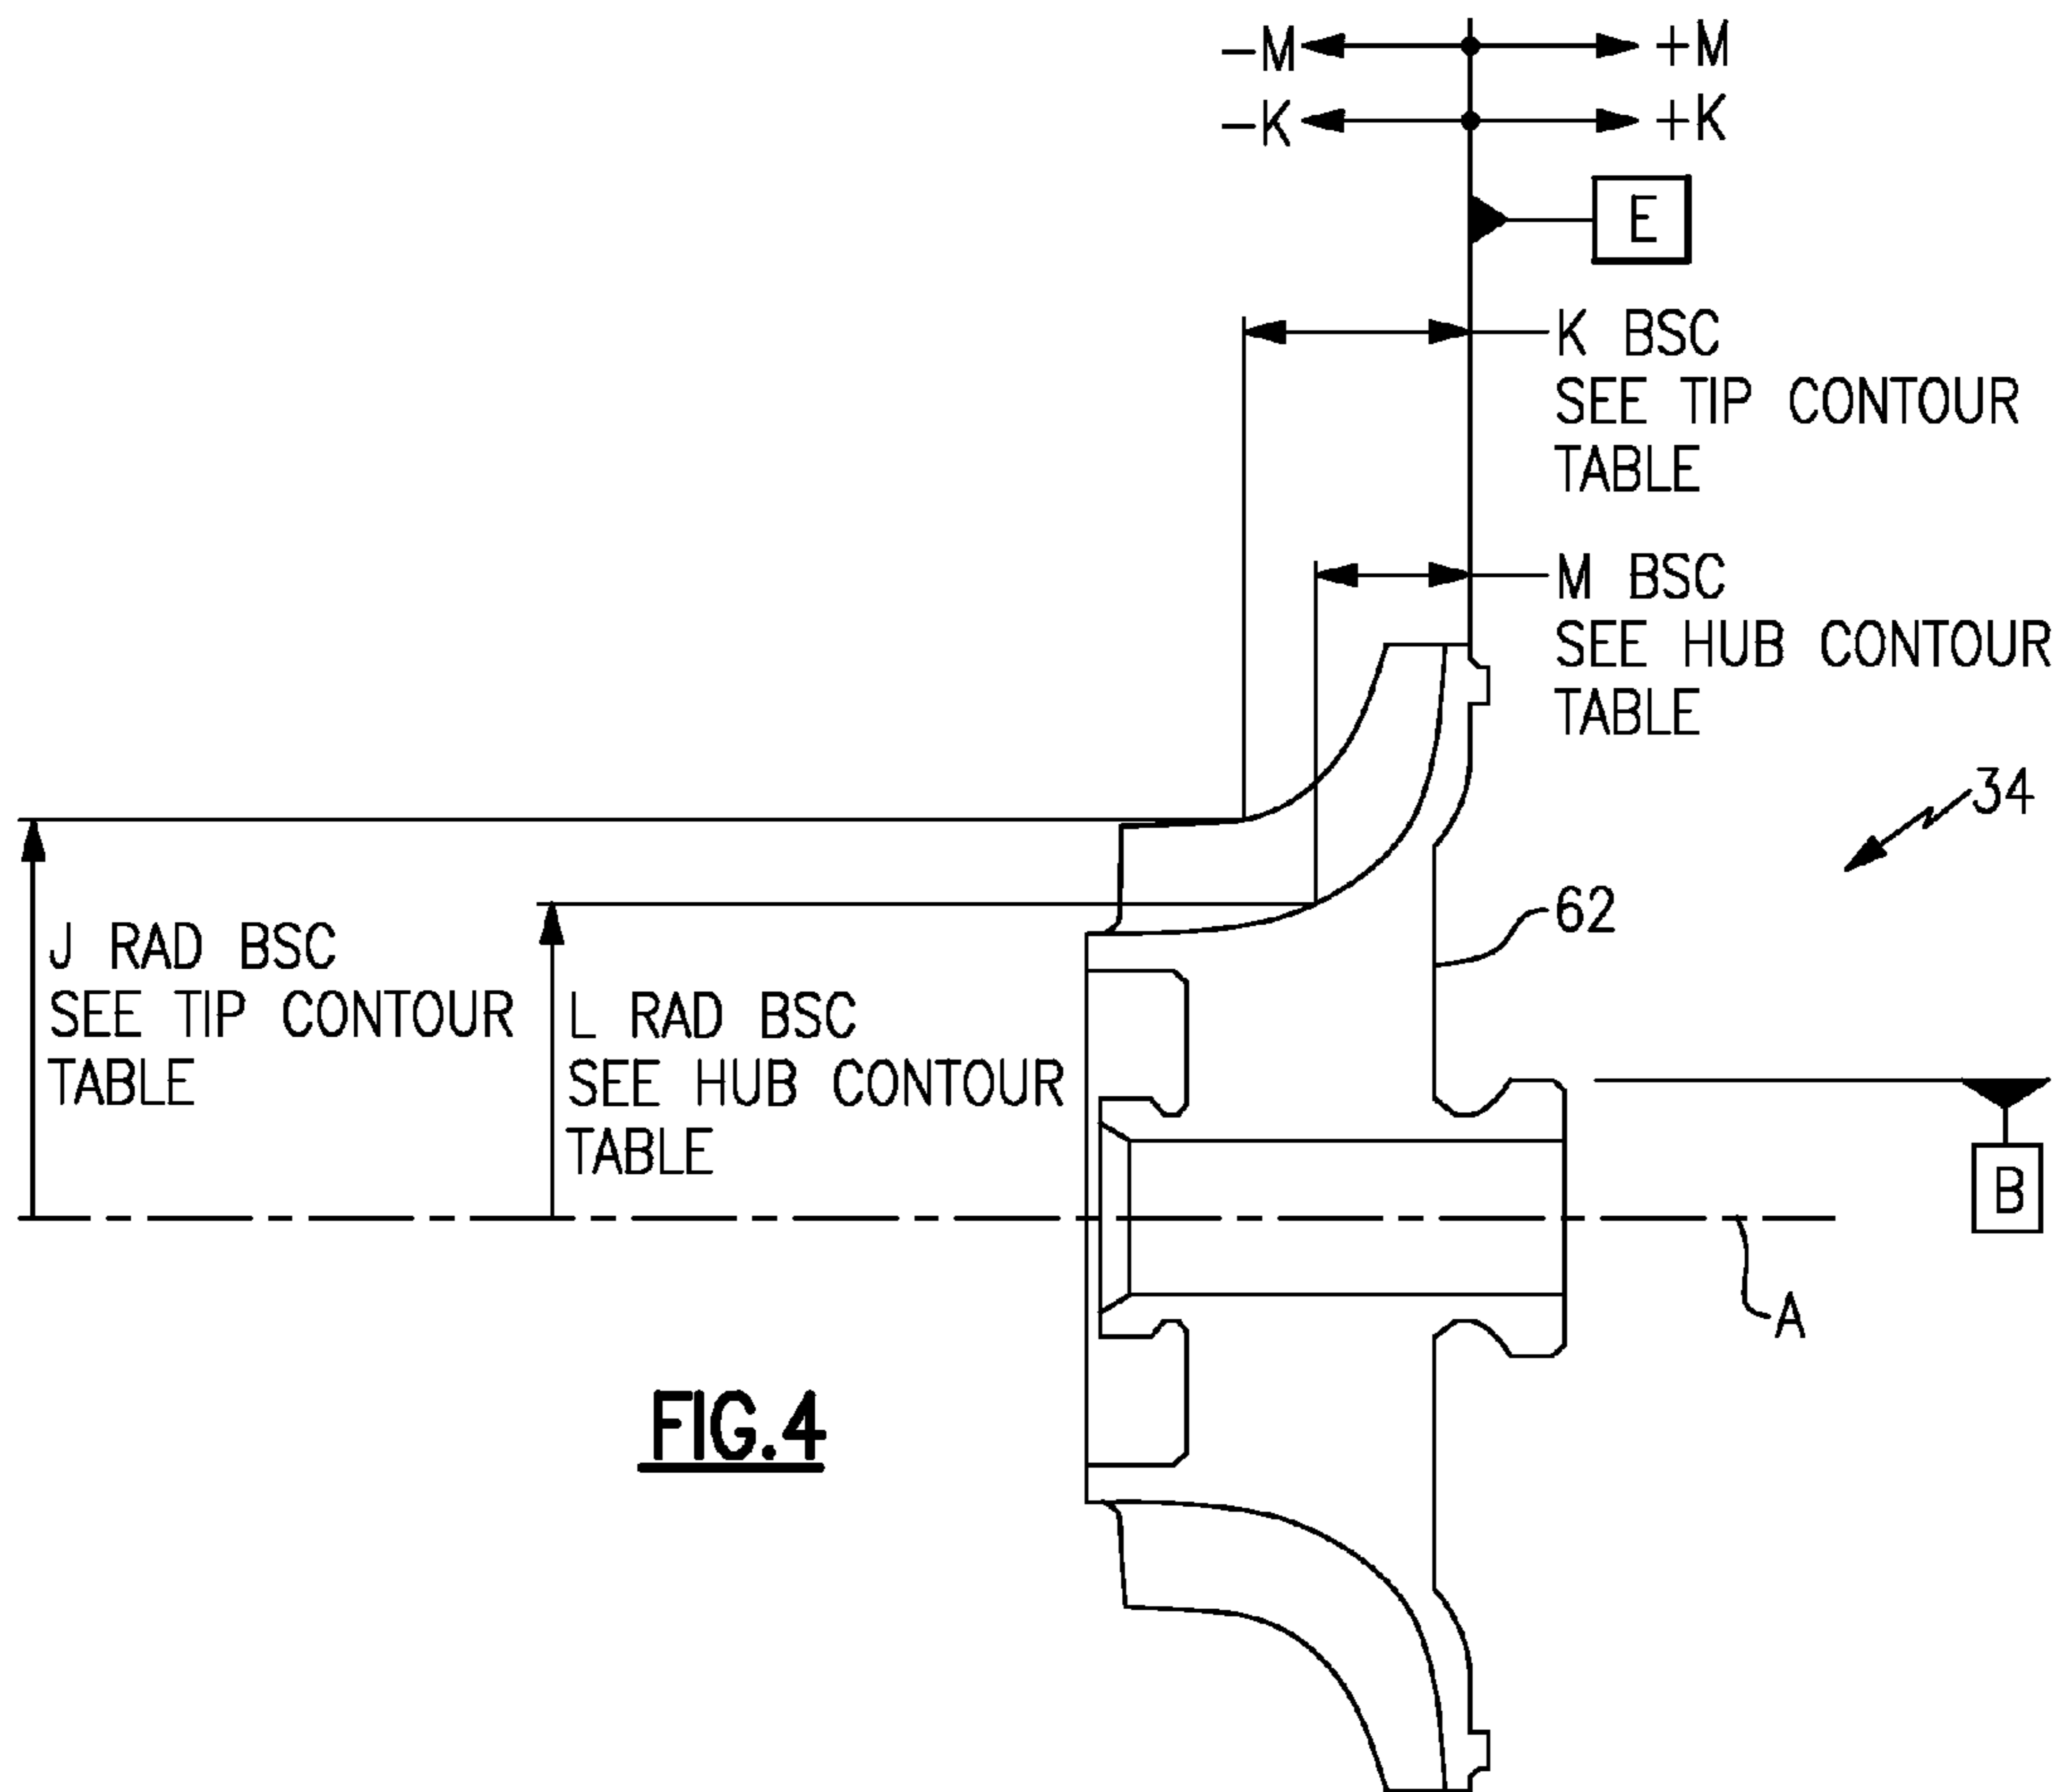 −M +M
−K +K
E
K BSC
SEE TIP CONTOUR
TABLE
M BSC
SEE HUB CONTOUR
TABLE
34
62
J RAD BSC
SEE TIP CONTOUR
TABLE
L RAD BSC
SEE HUB CONTOUR
TABLE
B
A
FIG.4